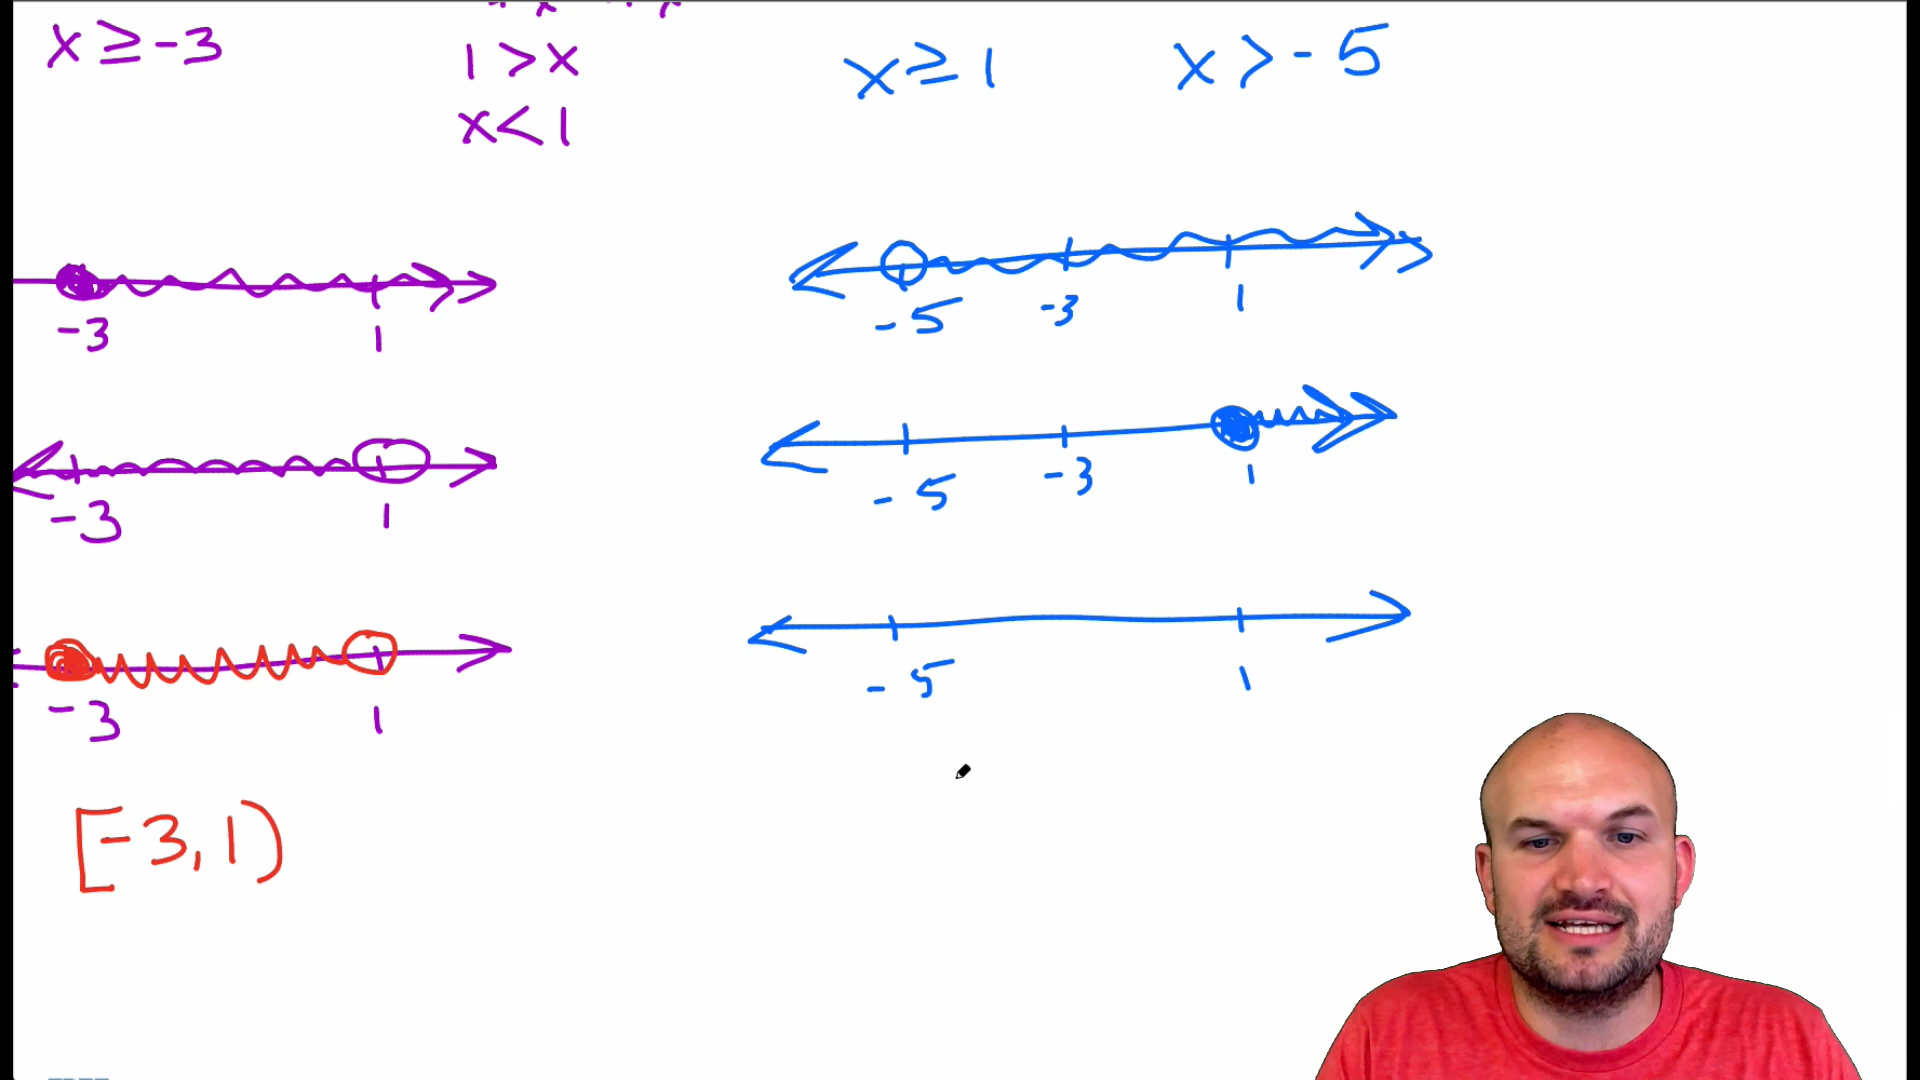 x ≥ -3
1 > x
x < 1
-3 1
-3 1
-3 1
[-3, 1)
x ≥ 1 x > -5
-5 -3 1
-5 -3 1
-5 1